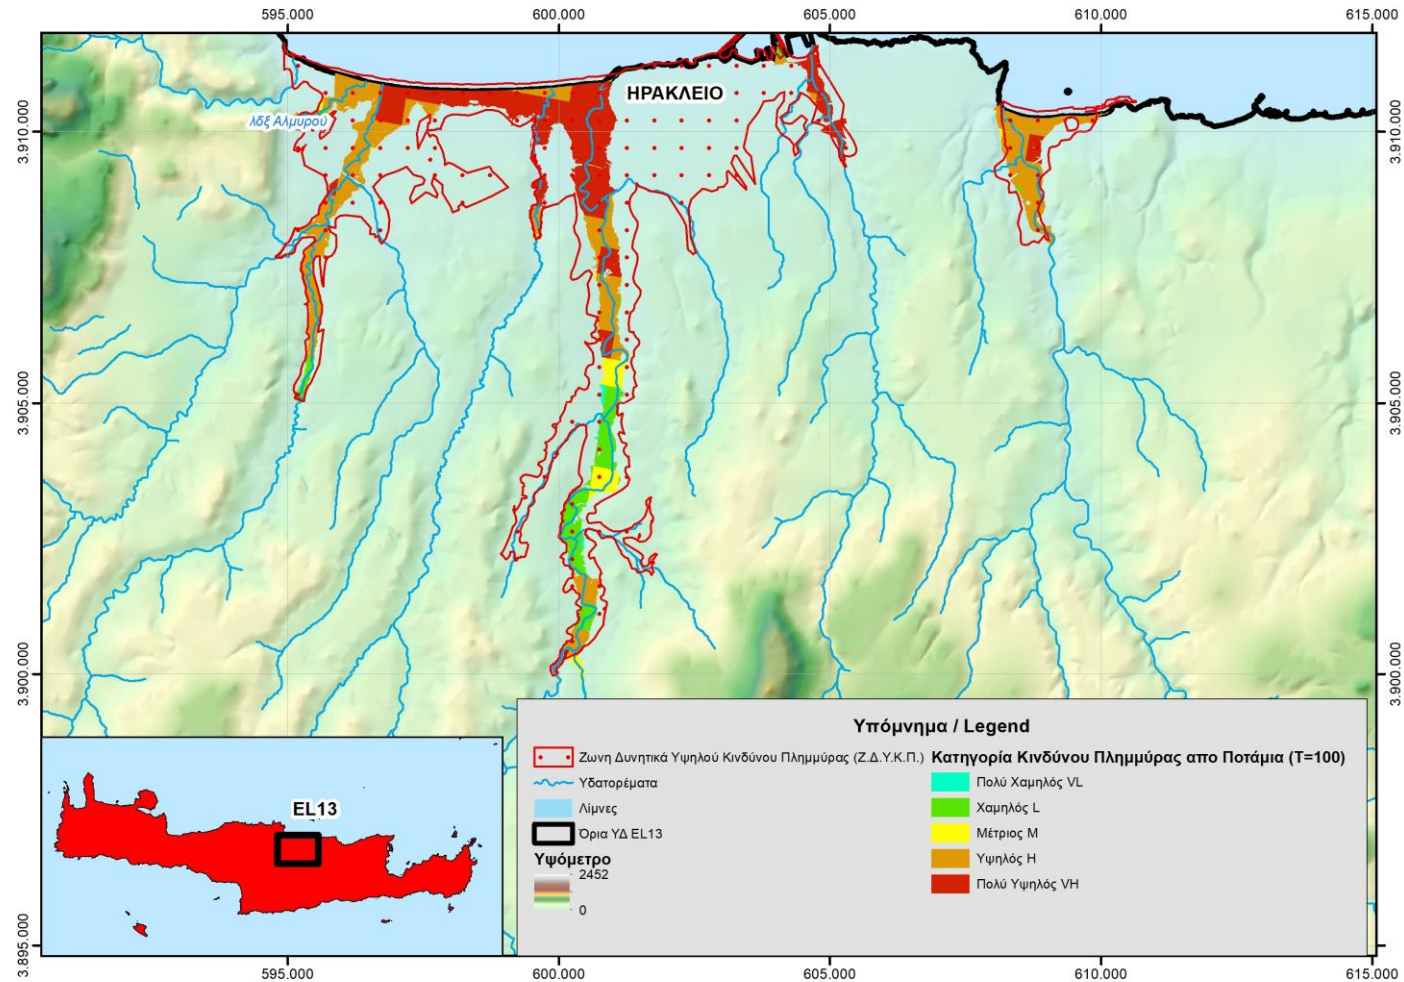 595.000 600.000 605.000 610.000 615.000
ΗΡΑΚΛΕΙΟ
λδξ Αλμυρού
3.910.000 3.910.000
3.905.000 3.905.000
3.900.000 3.900.000
3.895.000 3.895.000
Υπόμνημα / Legend
Ζωνη Δυνητικά Υψηλού Κινδύνου Πλημμύρας (Ζ.Δ.Υ.Κ.Π.)
Υδατορέματα
Λίμνες
Όρια ΥΔ EL13
Υψόμετρο
2452
0
Κατηγορία Κινδύνου Πλημμύρας απο Ποτάμια (T=100)
Πολύ Χαμηλός VL
Χαμηλός L
Μέτριος M
Υψηλός H
Πολύ Υψηλός VH
EL13
595.000 600.000 605.000 610.000 615.000